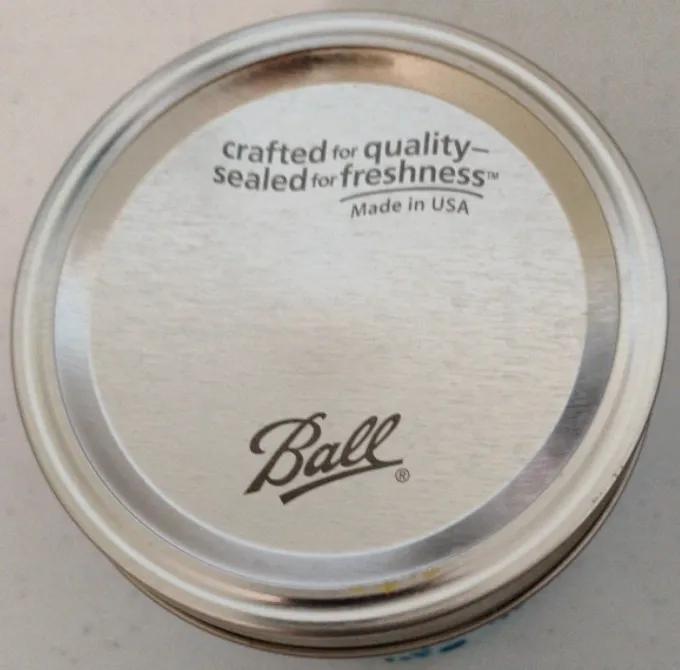 crafted for quality–
sealed for freshness™
Made in USA
Ball®